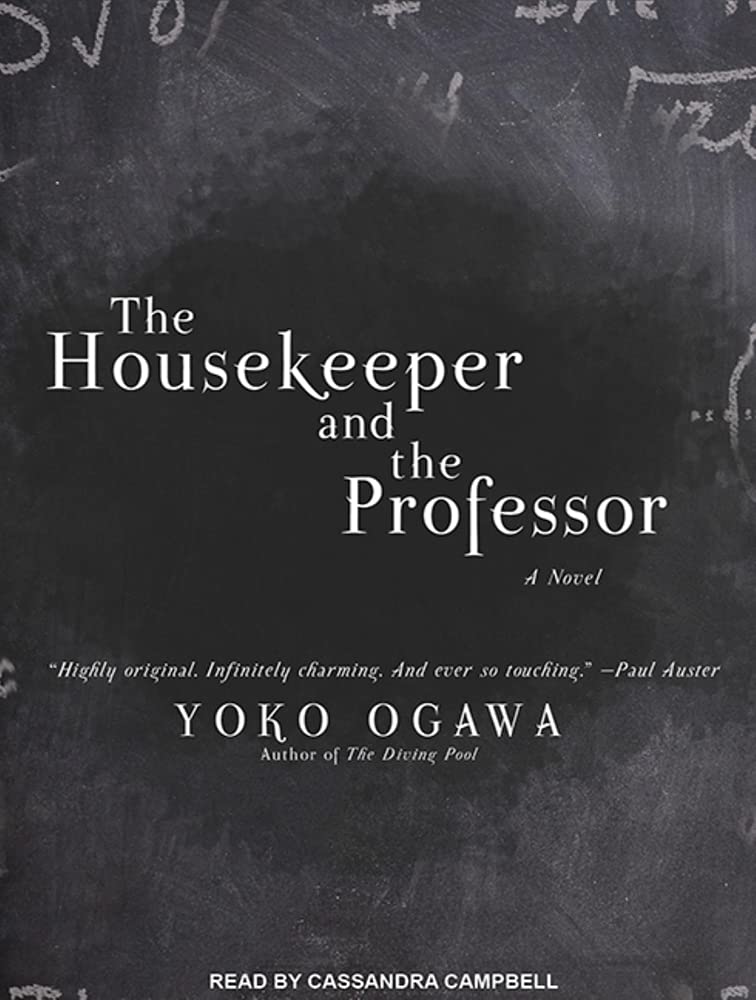 The
Housekeeper
and
the
Professor
A Novel
“Highly original. Infinitely charming. And ever so touching.” —Paul Auster
YOKO OGAWA
Author of The Diving Pool
READ BY CASSANDRA CAMPBELL